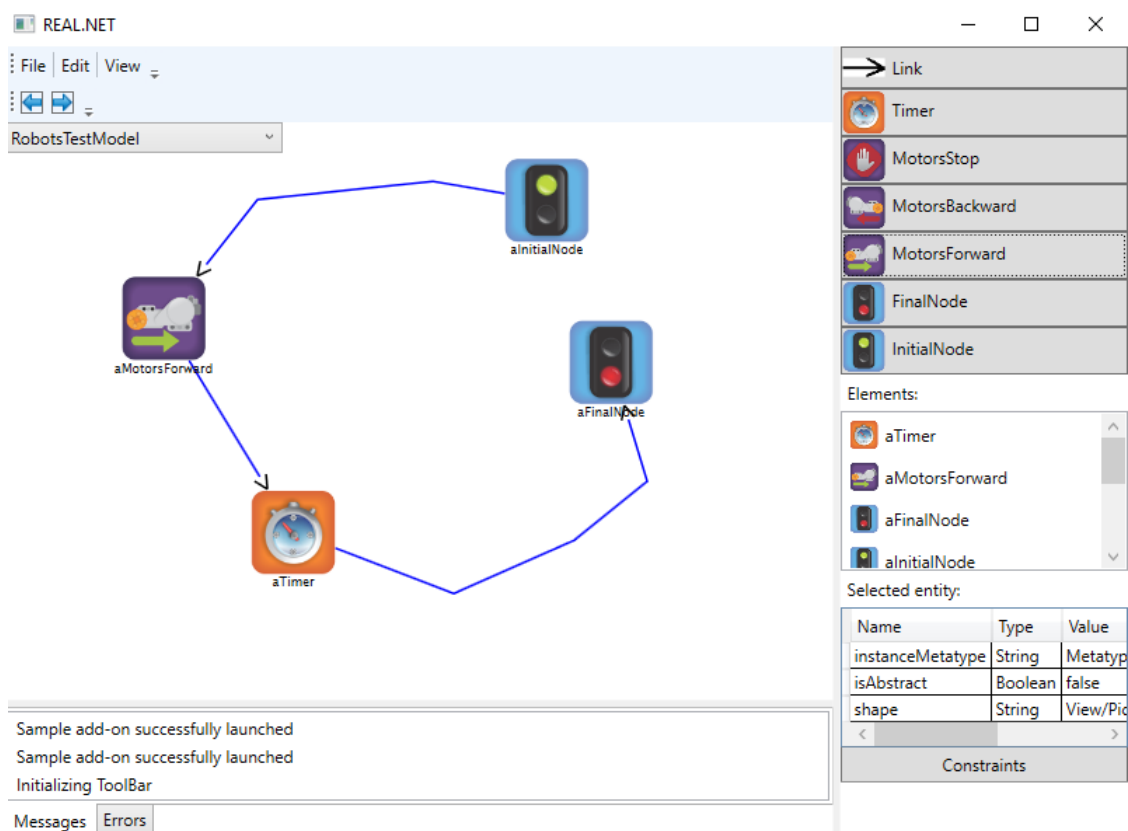 REAL.NET
File Edit View
RobotsTestModel
aInitialNode
aMotorsForward
aFinalNode
aTimer
Link
Timer
MotorsStop
MotorsBackward
MotorsForward
FinalNode
InitialNode
Elements:
aTimer
aMotorsForward
aFinalNode
aInitialNode
Selected entity:
Name Type Value
instanceMetatype String Metatyp
isAbstract Boolean false
shape String View/Pic
Constraints
Sample add-on successfully launched
Sample add-on successfully launched
Initializing ToolBar
Messages Errors